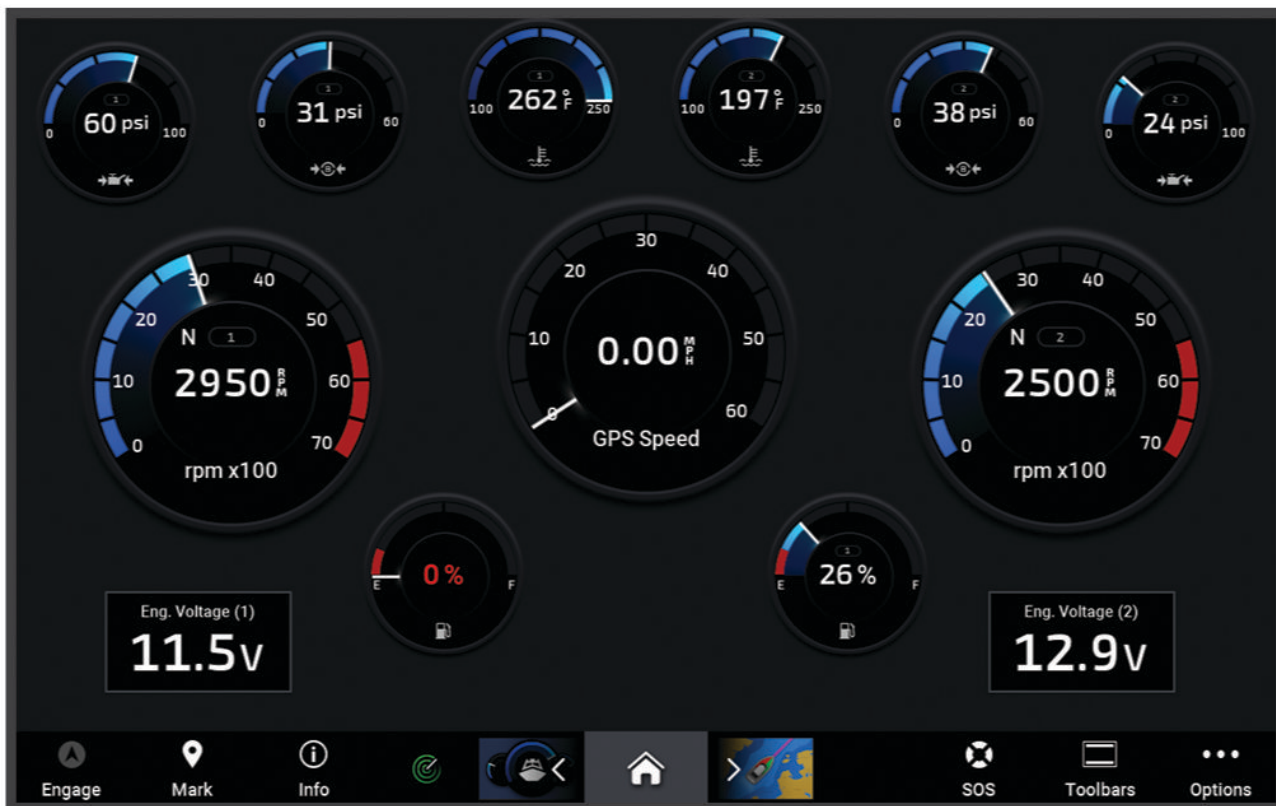 1
60 psi
0
100
1
31 psi
0
60
1
262 °F
100
250
2
197 °F
100
250
2
38 psi
0
60
2
24 psi
0
100
0
10
20
30
40
50
60
70
N
1
2950 RPM
rpm x100
0
10
20
30
40
50
60
0.00 MPH
GPS Speed
0
10
20
30
40
50
60
70
N
2
2500 RPM
rpm x100
0%
E
F
1
26%
E
F
Eng. Voltage (1)
11.5V
Eng. Voltage (2)
12.9V
Engage
Mark
Info
SOS
Toolbars
Options